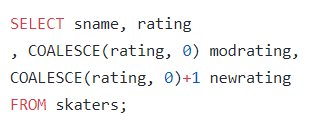 SELECT sname, rating
, COALESCE(rating, 0) modrating,
COALESCE(rating, 0)+1 newrating
FROM skaters;